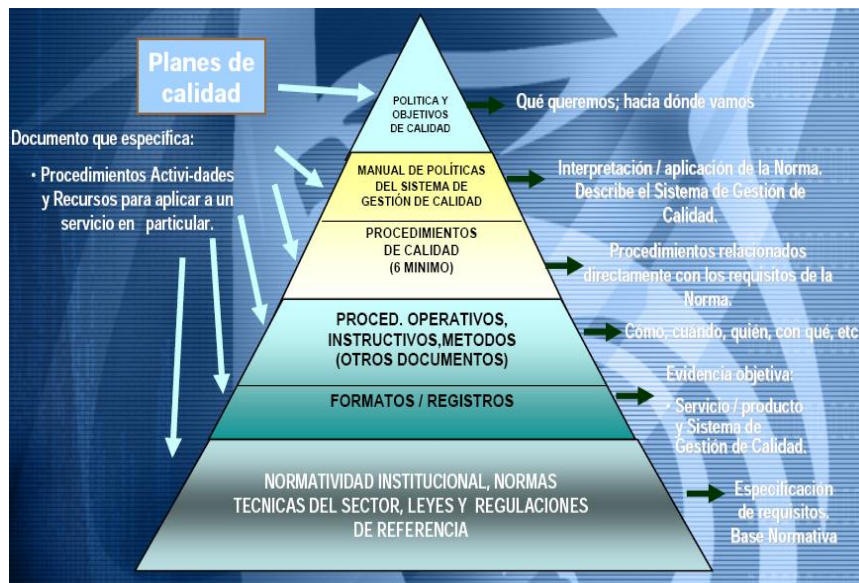 Planes de
calidad
Documento que especifica:
• Procedimientos Activi-dades
y Recursos para aplicar a un
servicio en particular.
POLITICA Y
OBJETIVOS
DE CALIDAD
Qué queremos; hacia dónde vamos
MANUAL DE POLÍTICAS
DEL SISTEMA DE
GESTIÓN DE CALIDAD
Interpretación / aplicación de la Norma.
Describe el Sistema de Gestión de
Calidad.
PROCEDIMIENTOS
DE CALIDAD
(6 MINIMO)
Procedimientos relacionados
directamente con los requisitos de la
Norma.
PROCED. OPERATIVOS,
INSTRUCTIVOS,METODOS
(OTROS DOCUMENTOS)
Cómo, cuándo, quién, con qué, etc
FORMATOS / REGISTROS
Evidencia objetiva:
• Servicio / producto
y Sistema de
Gestión de Calidad.
NORMATIVIDAD INSTITUCIONAL, NORMAS
TECNICAS DEL SECTOR, LEYES Y REGULACIONES
DE REFERENCIA
Especificación
de requisitos.
Base Normativa